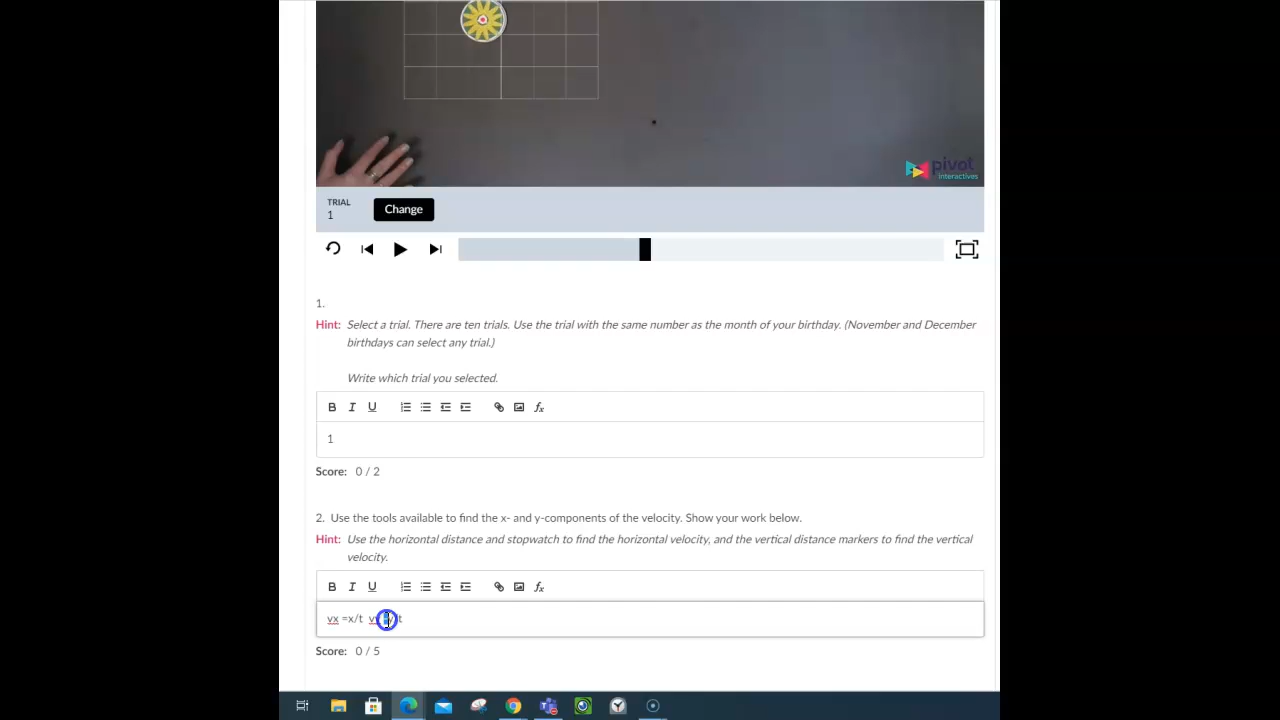 pivot
interactives
TRIAL
1
Change
1.
Hint: Select a trial. There are ten trials. Use the trial with the same number as the month of your birthday. (November and December
birthdays can select any trial.)
Write which trial you selected.
B I U fx
1
Score: 0 / 2
2. Use the tools available to find the x- and y-components of the velocity. Show your work below.
Hint: Use the horizontal distance and stopwatch to find the horizontal velocity, and the vertical distance markers to find the vertical
velocity.
B I U fx
vx =x/t
Score: 0 / 5